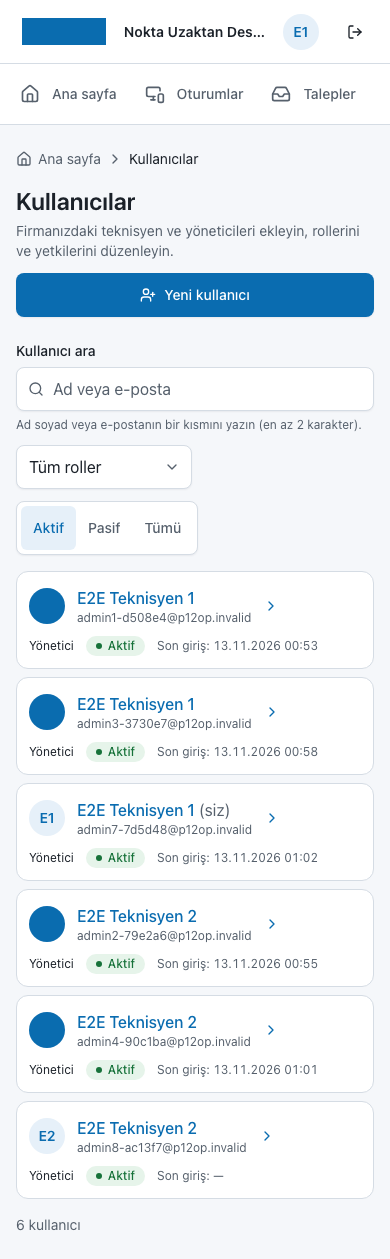 Nokta Uzaktan Des...
E1
Ana sayfa
Oturumlar
Talepler
Ana sayfa
Kullanıcılar
Kullanıcılar
Firmanızdaki teknisyen ve yöneticileri ekleyin, rollerini
ve yetkilerini düzenleyin.
Yeni kullanıcı
Kullanıcı ara
Ad veya e-posta
Ad soyad veya e-postanın bir kısmını yazın (en az 2 karakter).
Tüm roller
Aktif
Pasif
Tümü
E2E Teknisyen 1
admin1-d508e4@p12op.invalid
Yönetici
Aktif
Son giriş: 13.11.2026 00:53
E2E Teknisyen 1
admin3-3730e7@p12op.invalid
Yönetici
Aktif
Son giriş: 13.11.2026 00:58
E1
E2E Teknisyen 1 (siz)
admin7-7d5d48@p12op.invalid
Yönetici
Aktif
Son giriş: 13.11.2026 01:02
E2E Teknisyen 2
admin2-79e2a6@p12op.invalid
Yönetici
Aktif
Son giriş: 13.11.2026 00:55
E2E Teknisyen 2
admin4-90c1ba@p12op.invalid
Yönetici
Aktif
Son giriş: 13.11.2026 01:01
E2
E2E Teknisyen 2
admin8-ac13f7@p12op.invalid
Yönetici
Aktif
Son giriş: —
6 kullanıcı